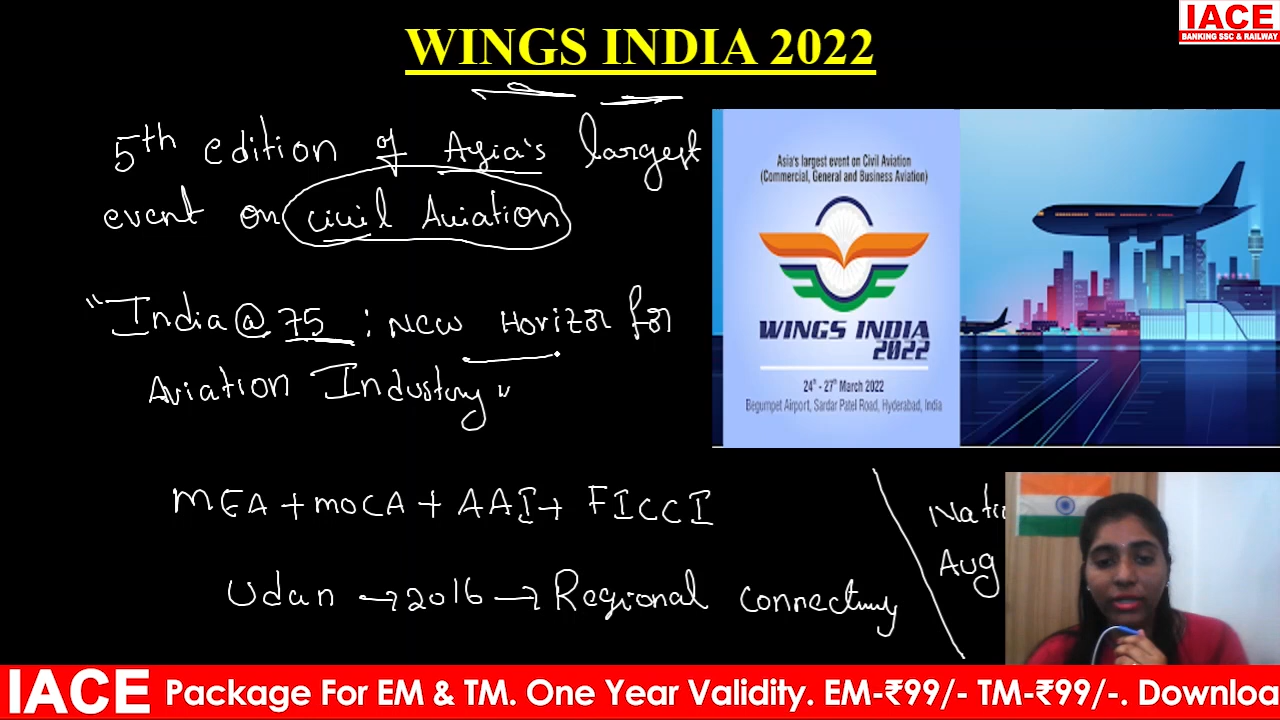 WINGS INDIA 2022
IACE
BANKING SSC & RAILWAY
5th edition of Asia's largest
event on civil Aviation
"India @ 75 : New Horizon for
Aviation Industry"
MEA + MOCA + AAI + FICCI
Udan → 2016 → Regional connectivity
Asia's largest event on Civil Aviation
(Commercial, General and Business Aviation)
WINGS INDIA
2022
24th - 27th March 2022
Begumpet Airport, Sardar Patel Road, Hyderabad, India
Aug
IACE Package For EM & TM. One Year Validity. EM-₹99/- TM-₹99/-. Downloa